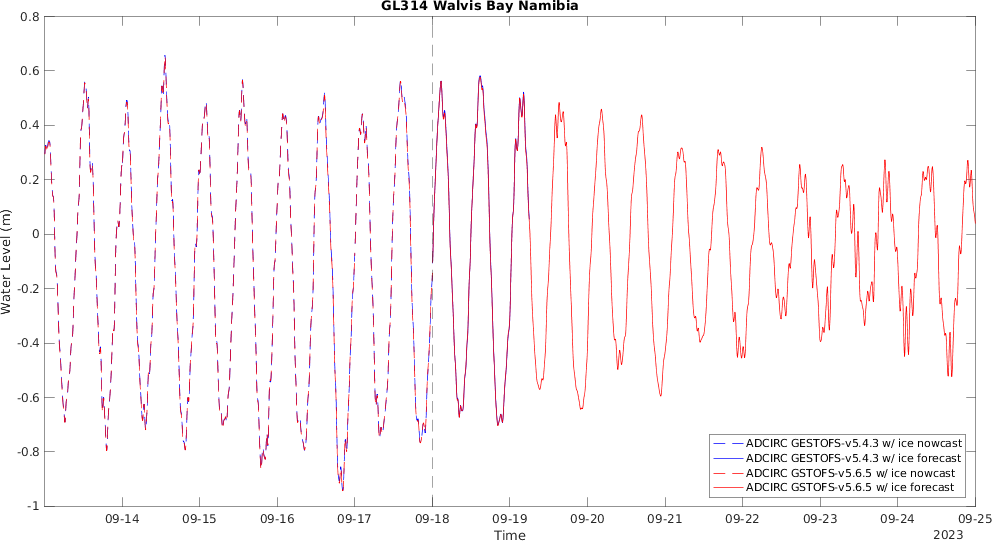 GL314 Walvis Bay Namibia
Water Level (m)
0.8
0.6
0.4
0.2
0
-0.2
-0.4
-0.6
-0.8
-1
ADCIRC GESTOFS-v5.4.3 w/ ice nowcast
ADCIRC GESTOFS-v5.4.3 w/ ice forecast
ADCIRC GSTOFS-v5.6.5 w/ ice nowcast
ADCIRC GSTOFS-v5.6.5 w/ ice forecast
09-14 09-15 09-16 09-17 09-18 09-19 09-20 09-21 09-22 09-23 09-24 09-25
Time
2023